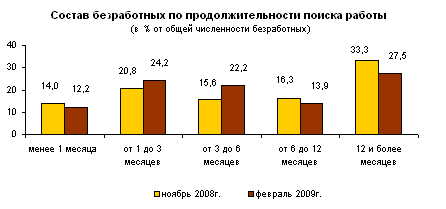 Состав безработных по продолжительности поиска работы
(в % от общей численности безработных)
40
30
20
10
0
14,0 12,2 20,8 24,2 15,6 22,2 16,3 13,9 33,3 27,5
менее 1 месяца от 1 до 3 от 3 до 6 от 6 до 12 12 и более
месяцев месяцев месяцев месяцев
ноябрь 2008г. февраль 2009г.